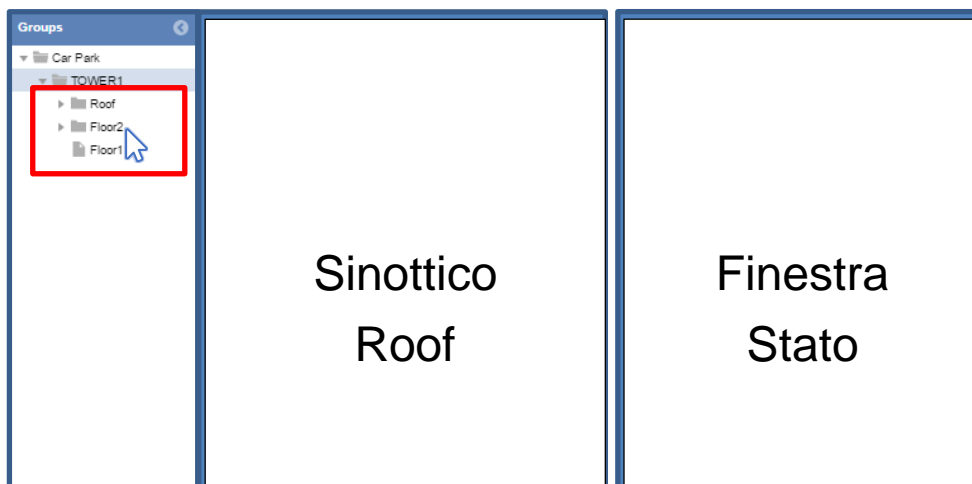 Groups
Car Park
TOWER1
Roof
Floor2
Floor1
Sinottico
Roof
Finestra
Stato